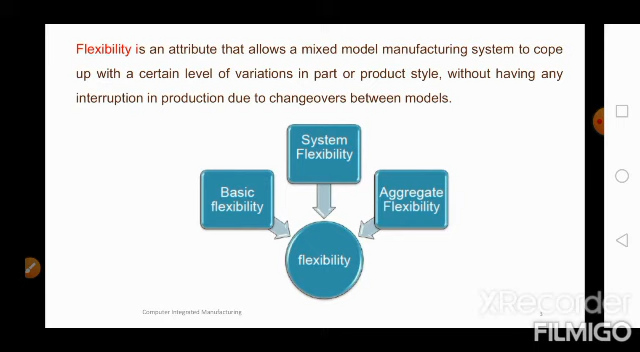 Flexibility is an attribute that allows a mixed model manufacturing system to cope
up with a certain level of variations in part or product style, without having any
interruption in production due to changeovers between models.
System
Flexibility
Basic
flexibility
Aggregate
Flexibility
flexibility
Computer Integrated Manufacturing
3
XRecorder
FILMIGO